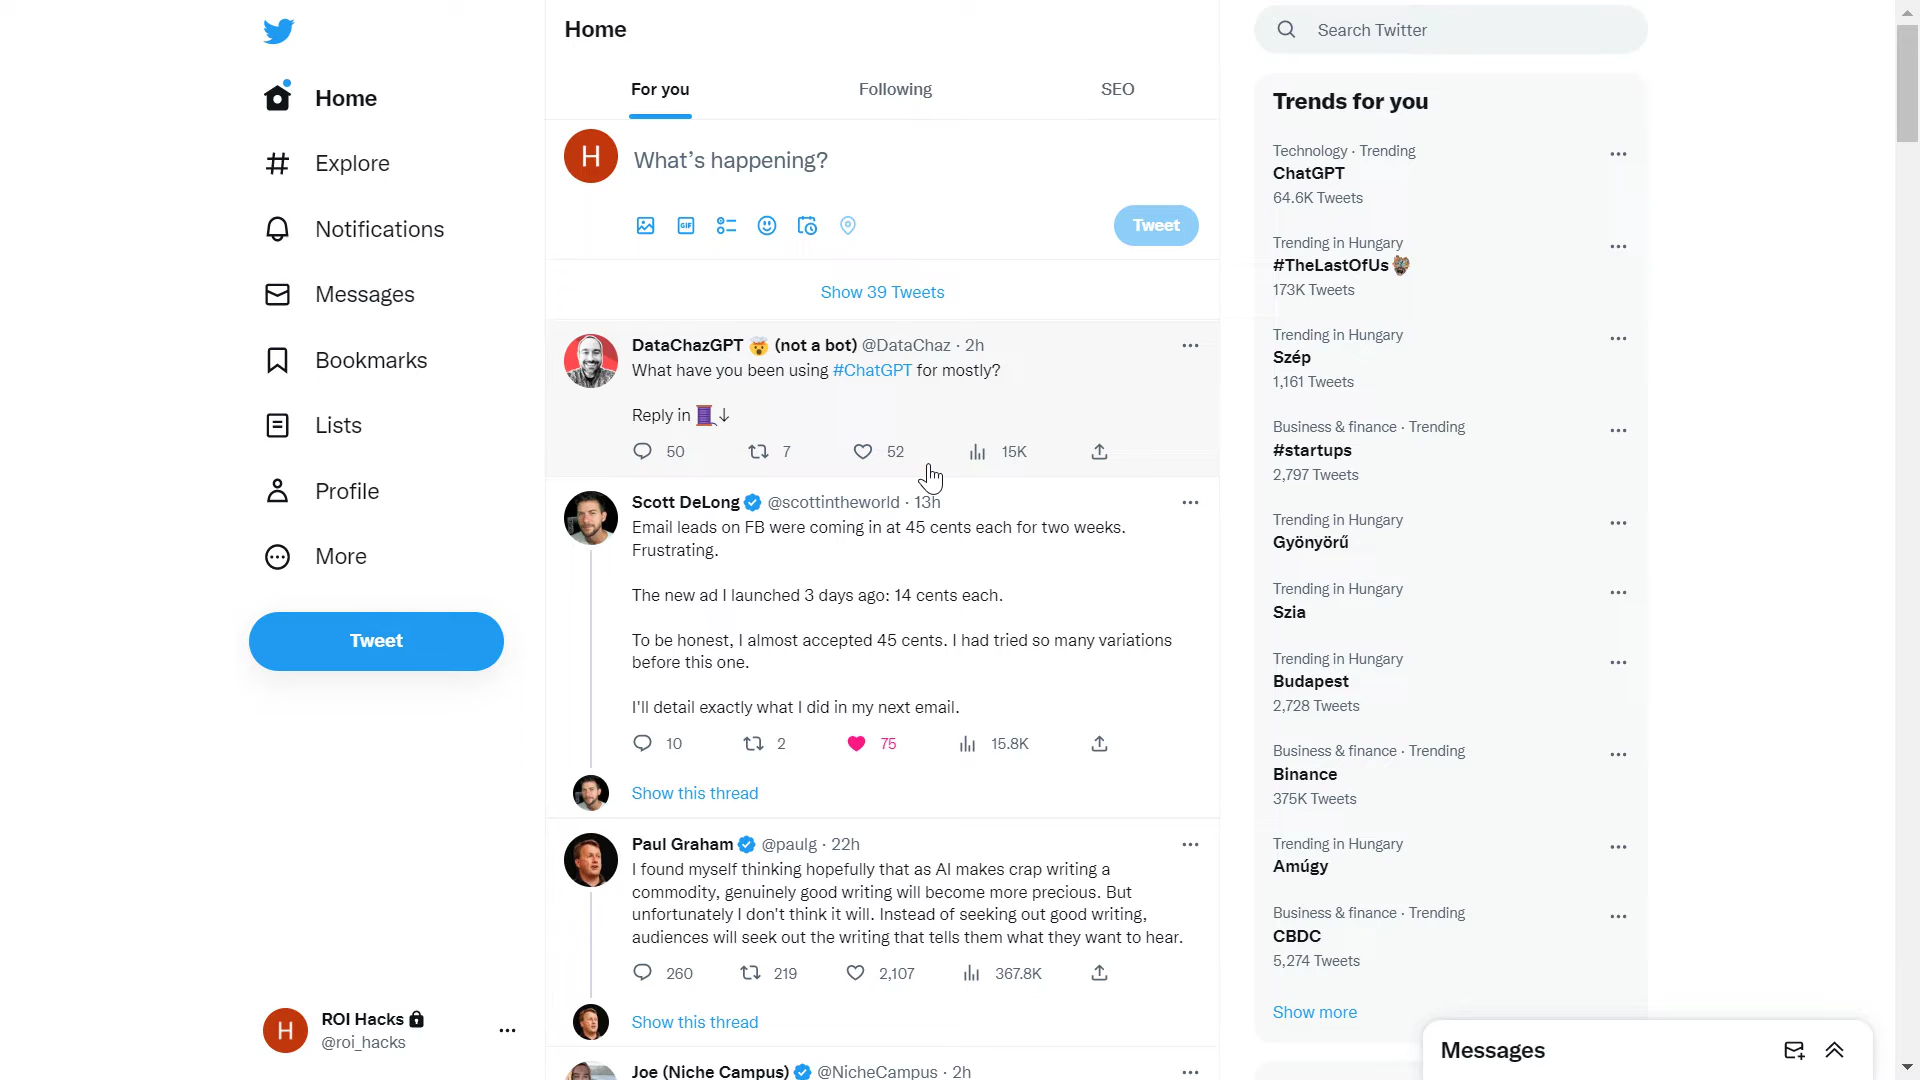 Home
Explore
Notifications
Messages
Bookmarks
Lists
Profile
More
Tweet
H
ROI Hacks
@roi_hacks
Home
For you
Following
SEO
H
What's happening?
GIF
Tweet
Show 39 Tweets
DataChazGPT 🤯 (not a bot) @DataChaz · 2h
What have you been using #ChatGPT for mostly?
Reply in 🧵↓
50 7 52 15K
Scott DeLong @scottintheworld · 13h
Email leads on FB were coming in at 45 cents each for two weeks.
Frustrating.
The new ad I launched 3 days ago: 14 cents each.
To be honest, I almost accepted 45 cents. I had tried so many variations
before this one.
I'll detail exactly what I did in my next email.
10 2 75 15.8K
Show this thread
Paul Graham @paulg · 22h
I found myself thinking hopefully that as AI makes crap writing a
commodity, genuinely good writing will become more precious. But
unfortunately I don't think it will. Instead of seeking out good writing,
audiences will seek out the writing that tells them what they want to hear.
260 219 2,107 367.8K
Show this thread
Joe (Niche Campus) @NicheCampus · 2h
Search Twitter
Trends for you
Technology · Trending
ChatGPT
64.6K Tweets
Trending in Hungary
#TheLastOfUs
173K Tweets
Trending in Hungary
Szép
1,161 Tweets
Business & finance · Trending
#startups
2,797 Tweets
Trending in Hungary
Gyönyörű
Trending in Hungary
Szia
Trending in Hungary
Budapest
2,728 Tweets
Business & finance · Trending
Binance
375K Tweets
Trending in Hungary
Amúgy
Business & finance · Trending
CBDC
5,274 Tweets
Show more
Messages